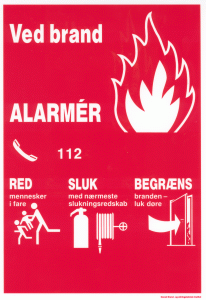 Ved brand
ALARMÉR
112
RED
mennesker
i fare
SLUK
med nærmeste
slukningsredskab
BEGRÆNS
branden –
luk døre